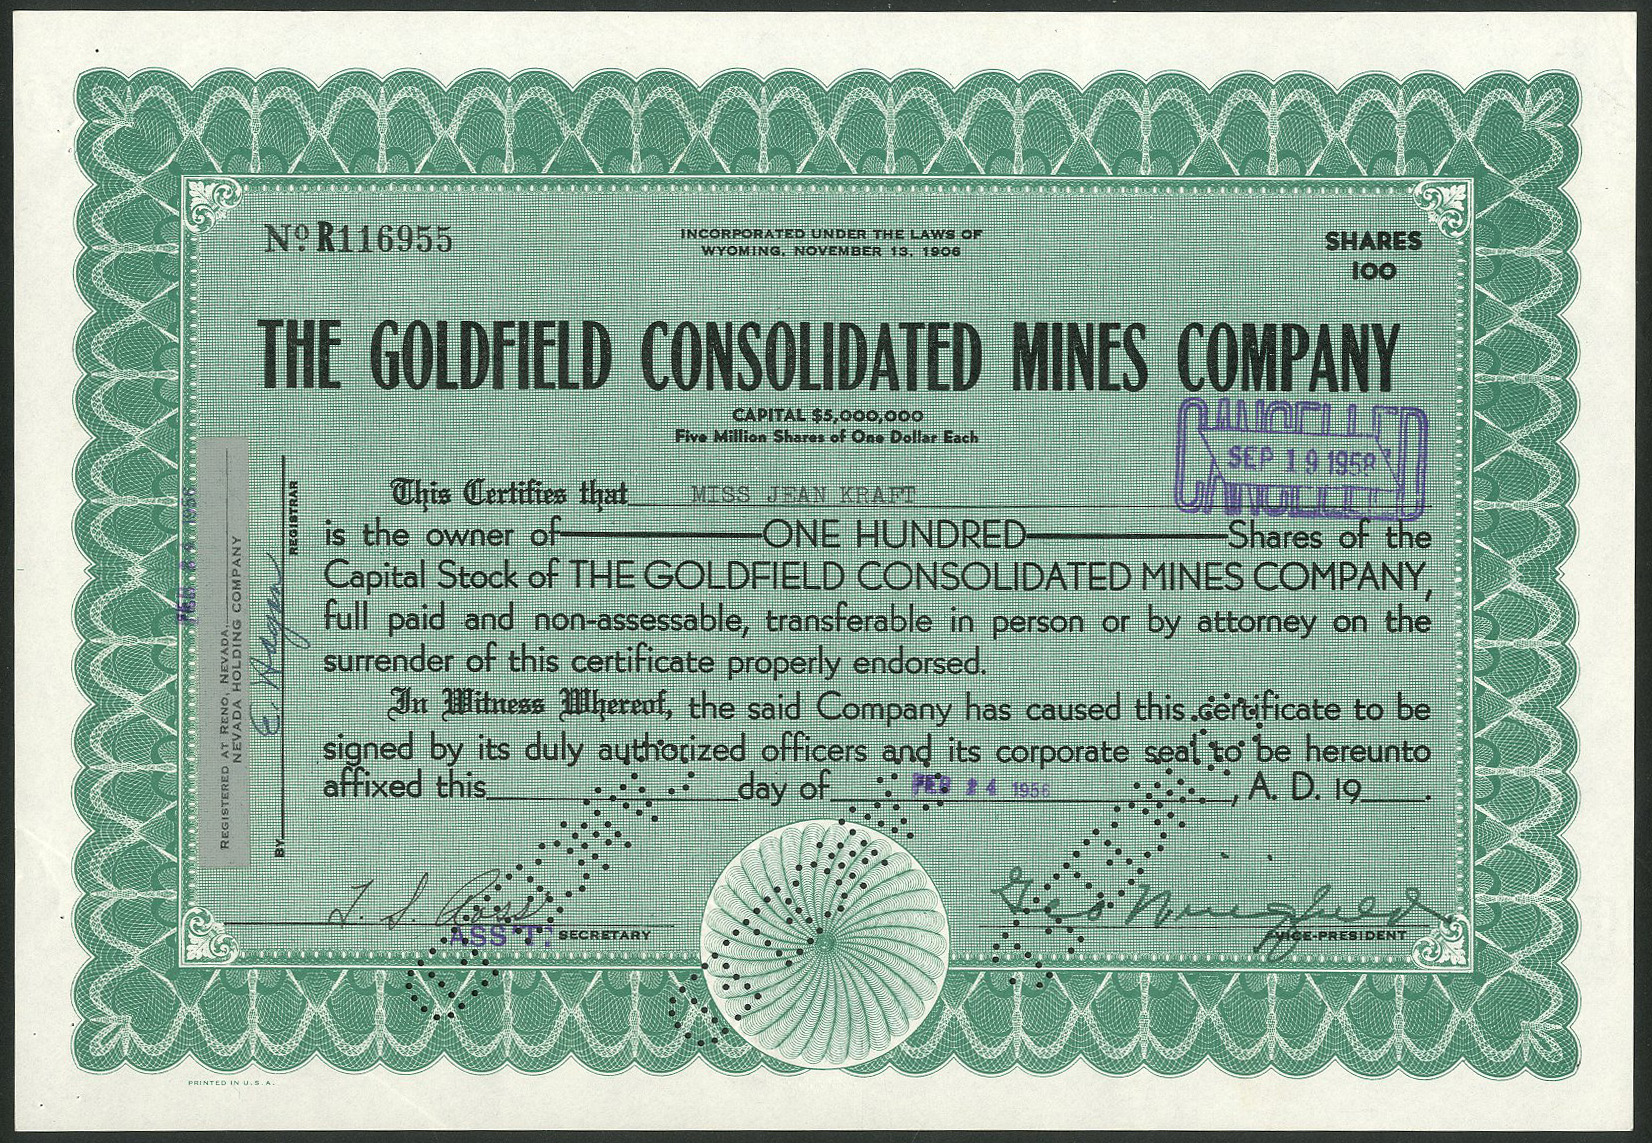 No R116955
INCORPORATED UNDER THE LAWS OF
WYOMING, NOVEMBER 13, 1906
SHARES
100
THE GOLDFIELD CONSOLIDATED MINES COMPANY
CAPITAL $5,000,000
Five Million Shares of One Dollar Each
CANCELLED
SEP 19 1958
CANCELLED
This Certifies that MISS JEAN KRAFT
is the owner of ONE HUNDRED Shares of the
Capital Stock of THE GOLDFIELD CONSOLIDATED MINES COMPANY,
full paid and non-assessable, transferable in person or by attorney on the
surrender of this certificate properly endorsed.
In Witness Whereof, the said Company has caused this certificate to be
signed by its duly authorized officers and its corporate seal to be hereunto
affixed this day of FEB 24 1956, A. D. 19 .
FEB 24 1956
REGISTERED AT RENO, NEVADA
NEVADA HOLDING COMPANY
BY REGISTRAR
ASS'T. SECRETARY
Geo Wingfield
VICE-PRESIDENT
PRINTED IN U.S.A.